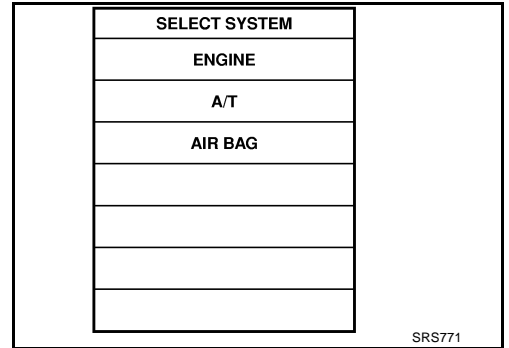 SELECT SYSTEM
ENGINE
A/T
AIR BAG
SRS771